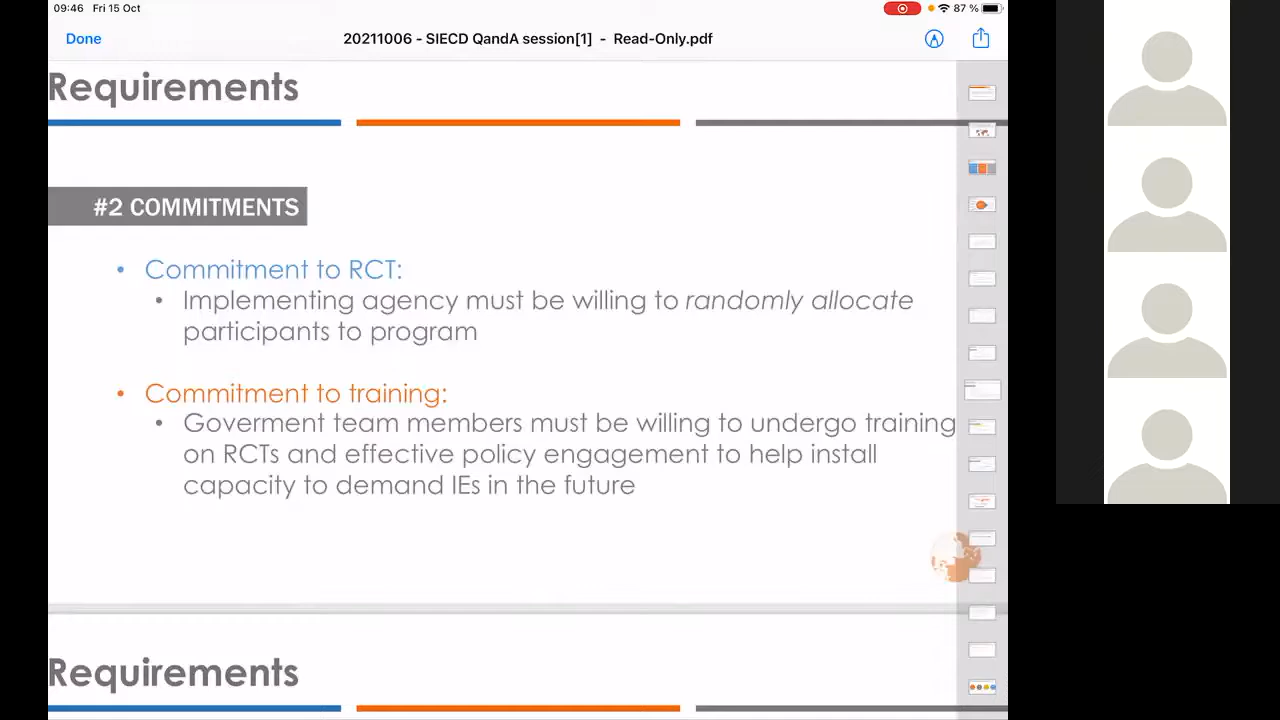 09:46 Fri 15 Oct
87 %
Done
20211006 - SIECD QandA session[1] - Read-Only.pdf
Requirements
#2 COMMITMENTS
• Commitment to RCT:
• Implementing agency must be willing to randomly allocate
participants to program
• Commitment to training:
• Goverment team members must be willing to undergo training
on RCTs and effective policy engagement to help install
capacity to demand IEs in the future
Requirements